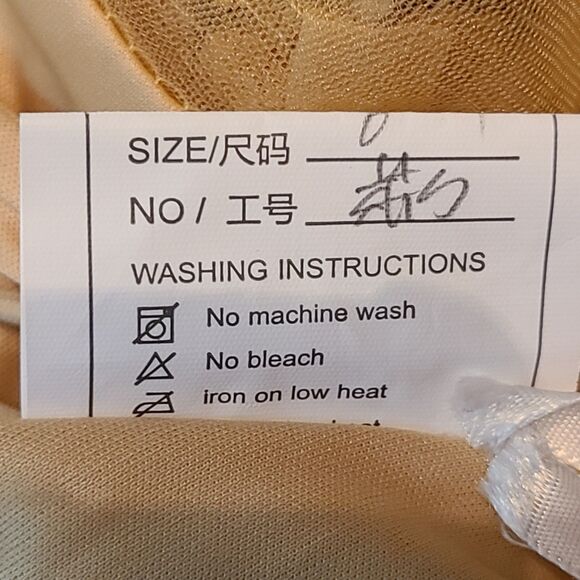 SIZE/尺码
NO / 工号
WASHING INSTRUCTIONS
No machine wash
No bleach
iron on low heat